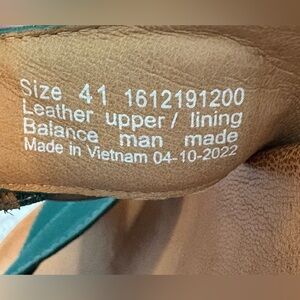 Size 41 1612191200
Leather upper / lining
Balance man made
Made in Vietnam 04-10-2022